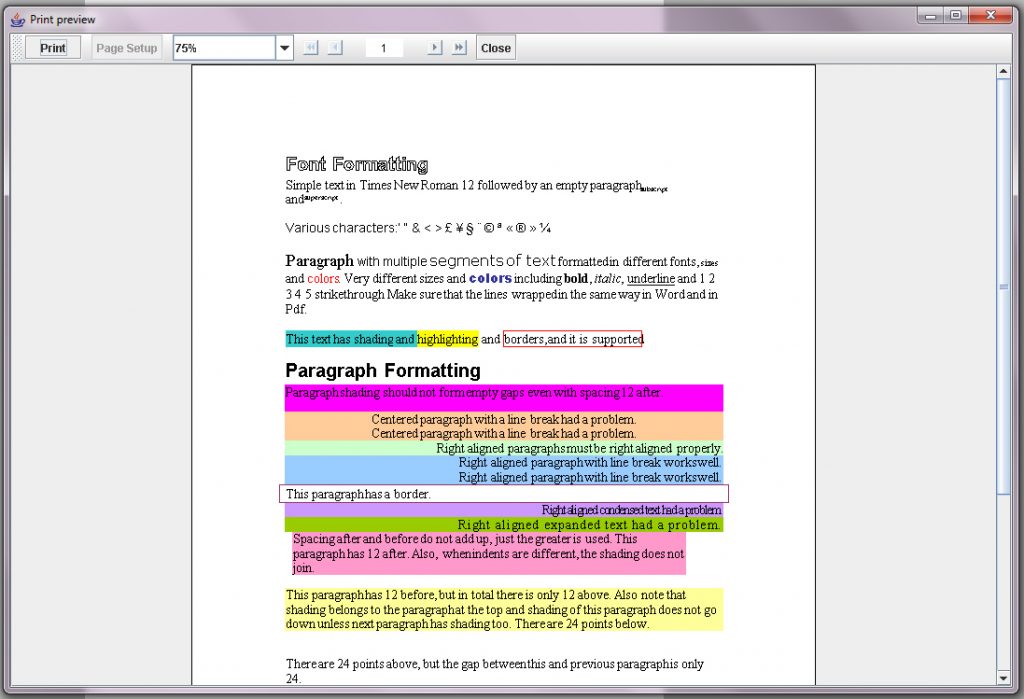 Print preview
Print Page Setup 75% 1 Close
Font Formatting
Simple text in Times New Roman 12 followed by an empty paragraph subscript
and superscript .
Various characters:' " & < > £ ¥ § ¨ © ª « ® » ¼
Paragraph with multiple segments of text formatted in different fonts, sizes
and colors. Very different sizes and colors including bold, italic, underline and 1 2
3 4 5 strikethrough Make sure that the lines wrapped in the same way in Word and in
Pdf.
This text has shading and highlighting and borders, and it is supported
Paragraph Formatting
Paragraph shading should not form empty gaps even with spacing 12 after.
Centered paragraph with a line break had a problem.
Centered paragraph with a line break had a problem.
Right aligned paragraphs must be right aligned properly.
Right aligned paragraph with line break works well.
Right aligned paragraph with line break works well.
This paragraph has a border.
Right aligned condensed text had a problem
Right aligned expanded text had a problem.
Spacing after and before do not add up, just the greater is used. This
paragraph has 12 after. Also, when indents are different, the shading does not
join.
This paragraph has 12 before, but in total there is only 12 above. Also note that
shading belongs to the paragraph at the top and shading of this paragraph does not go
down unless next paragraph has shading too. There are 24 points below.
There are 24 points above, but the gap between this and previous paragraph is only
24.